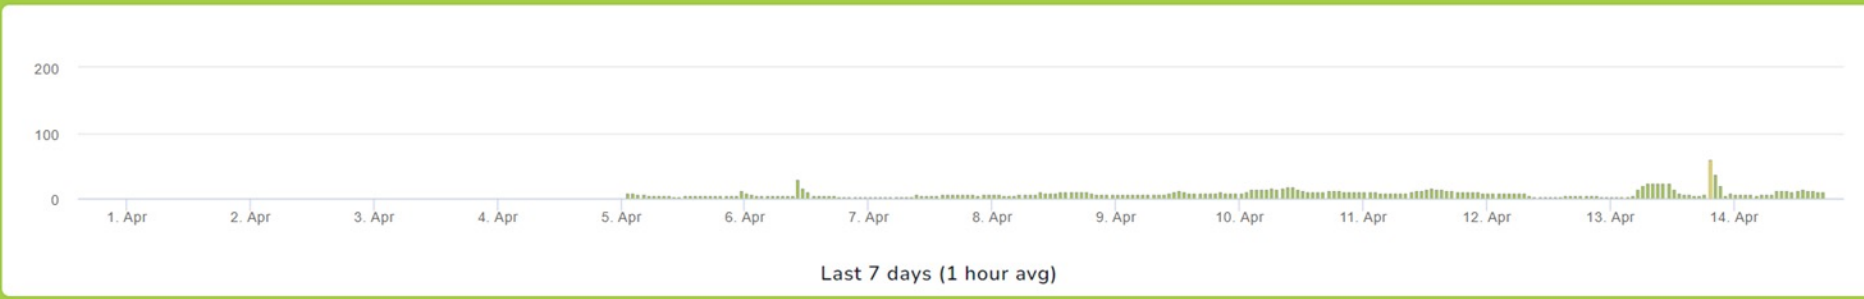 200
100
0
1. Apr 2. Apr 3. Apr 4. Apr 5. Apr 6. Apr 7. Apr 8. Apr 9. Apr 10. Apr 11. Apr 12. Apr 13. Apr 14. Apr
Last 7 days (1 hour avg)